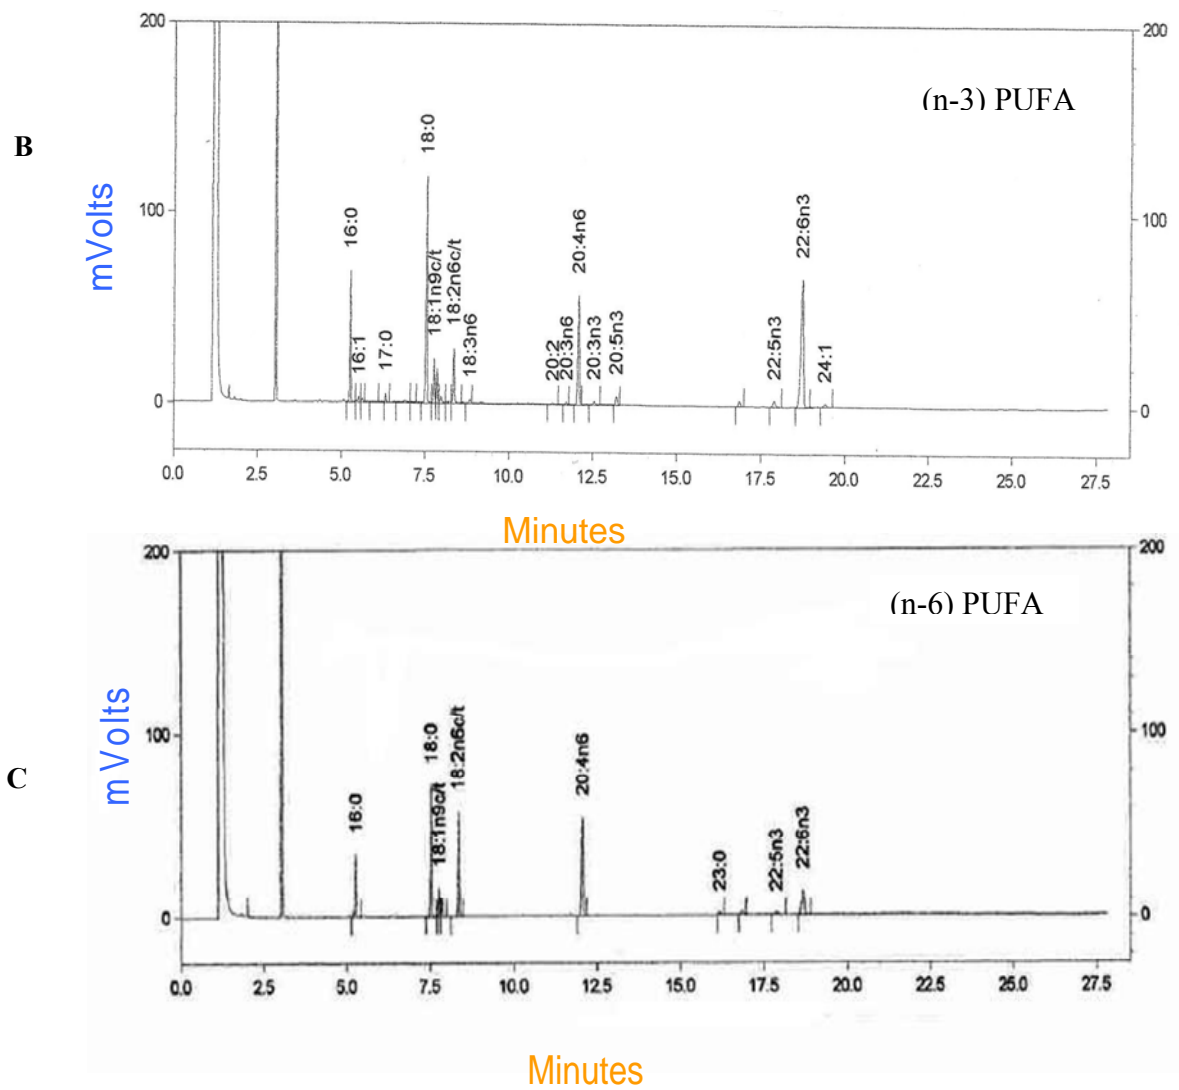 B
mVolts
200
100
0
200
100
0
(n-3) PUFA
16:0
16:1
17:0
18:0
18:1n9c/t
18:2n6c/t
18:3n6
20:2
20:3n6
20:4n6
20:3n3
20:5n3
22:5n3
22:6n3
24:1
0.0 2.5 5.0 7.5 10.0 12.5 15.0 17.5 20.0 22.5 25.0 27.5
Minutes
C
mVolts
200
100
0
200
100
0
(n-6) PUFA
16:0
18:0
18:1n9c/t
18:2n6c/t
20:4n6
23:0
22:5n3
22:6n3
0.0 2.5 5.0 7.5 10.0 12.5 15.0 17.5 20.0 22.5 25.0 27.5
Minutes